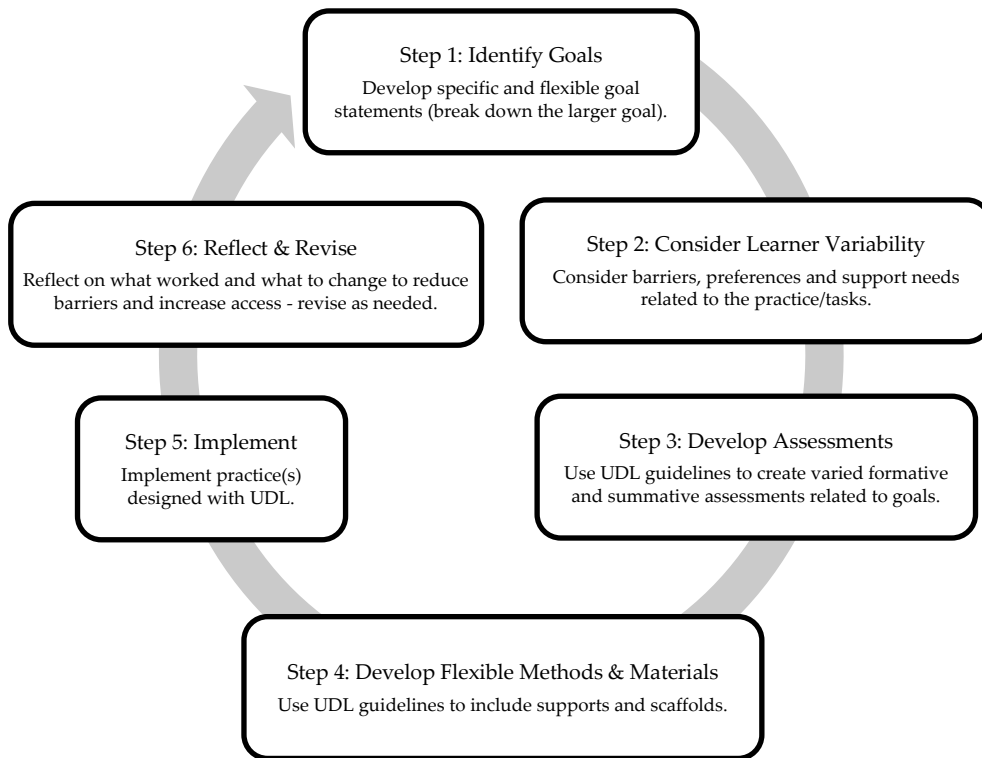 Step 1: Identify Goals
Develop specific and flexible goal
statements (break down the larger goal).
Step 2: Consider Learner Variability
Consider barriers, preferences and support needs
related to the practice/tasks.
Step 3: Develop Assessments
Use UDL guidelines to create varied formative
and summative assessments related to goals.
Step 4: Develop Flexible Methods & Materials
Use UDL guidelines to include supports and scaffolds.
Step 5: Implement
Implement practice(s)
designed with UDL.
Step 6: Reflect & Revise
Reflect on what worked and what to change to reduce
barriers and increase access - revise as needed.